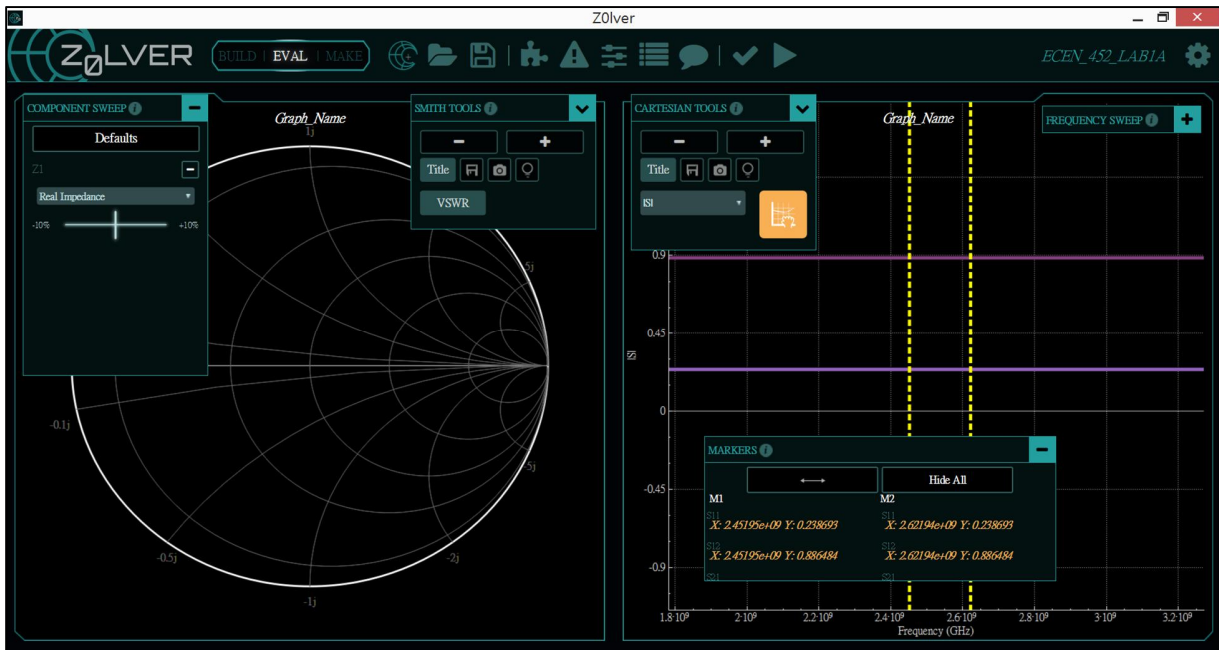 Z0lver
Z0LVER
BUILD | EVAL | MAKE
ECEN_452_LAB1A
COMPONENT SWEEP
Defaults
Z1
Real Impedance
-10%
+10%
Graph_Name
1j
SMITH TOOLS
Title
VSWR
5j
-0.1j
-0.5j
-1j
-2j
-5j
CARTESIAN TOOLS
Title
|S|
Graph_Name
FREQUENCY SWEEP
0.9
0.45
0
-0.45
-0.9
|S|
MARKERS
Hide All
M1
M2
S11
X: 2.45195e+09 Y: 0.238693
S11
X: 2.62194e+09 Y: 0.238693
S12
X: 2.45195e+09 Y: 0.886484
S12
X: 2.62194e+09 Y: 0.886484
S21
S21
1.8·10⁹
2·10⁹
2.2·10⁹
2.4·10⁹
2.6·10⁹
2.8·10⁹
3·10⁹
3.2·10⁹
Frequency (GHz)